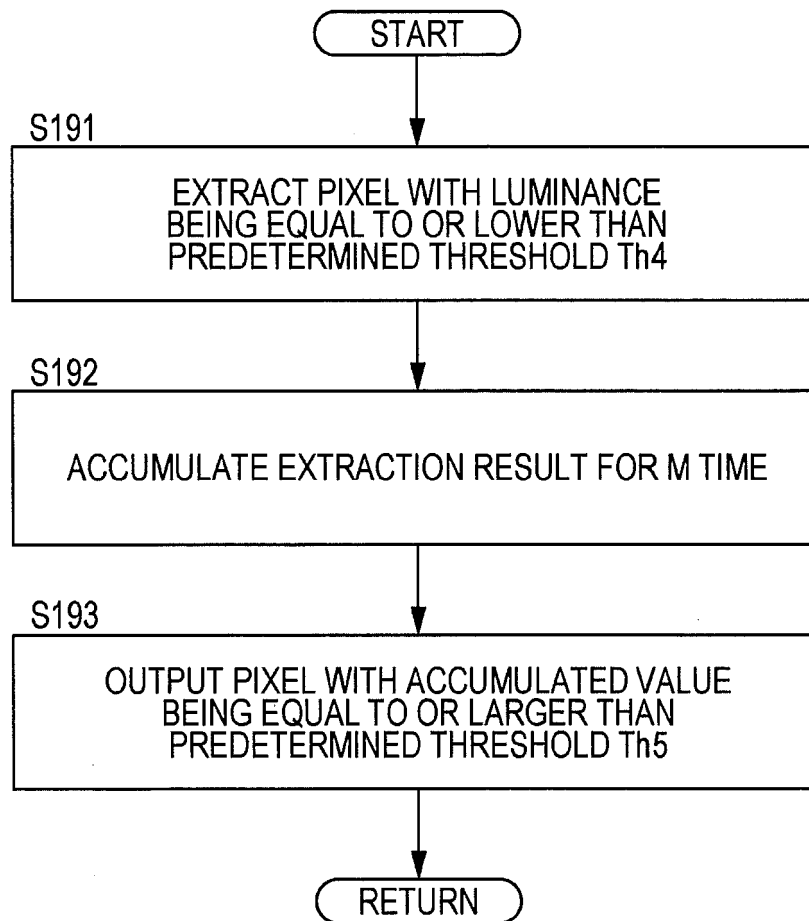 START
S191
EXTRACT PIXEL WITH LUMINANCE
BEING EQUAL TO OR LOWER THAN
PREDETERMINED THRESHOLD Th4
S192
ACCUMULATE EXTRACTION RESULT FOR M TIME
S193
OUTPUT PIXEL WITH ACCUMULATED VALUE
BEING EQUAL TO OR LARGER THAN
PREDETERMINED THRESHOLD Th5
RETURN